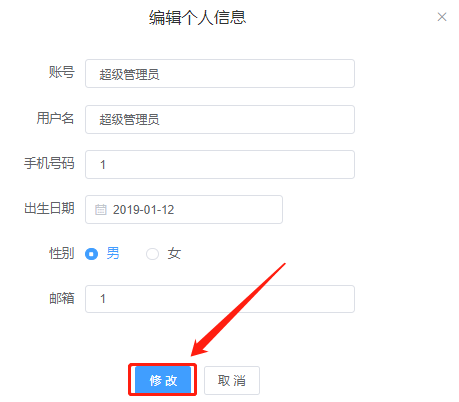 编辑个人信息
账号 超级管理员
用户名 超级管理员
手机号码 1
出生日期 2019-01-12
性别 男 女
邮箱 1
修改 取消